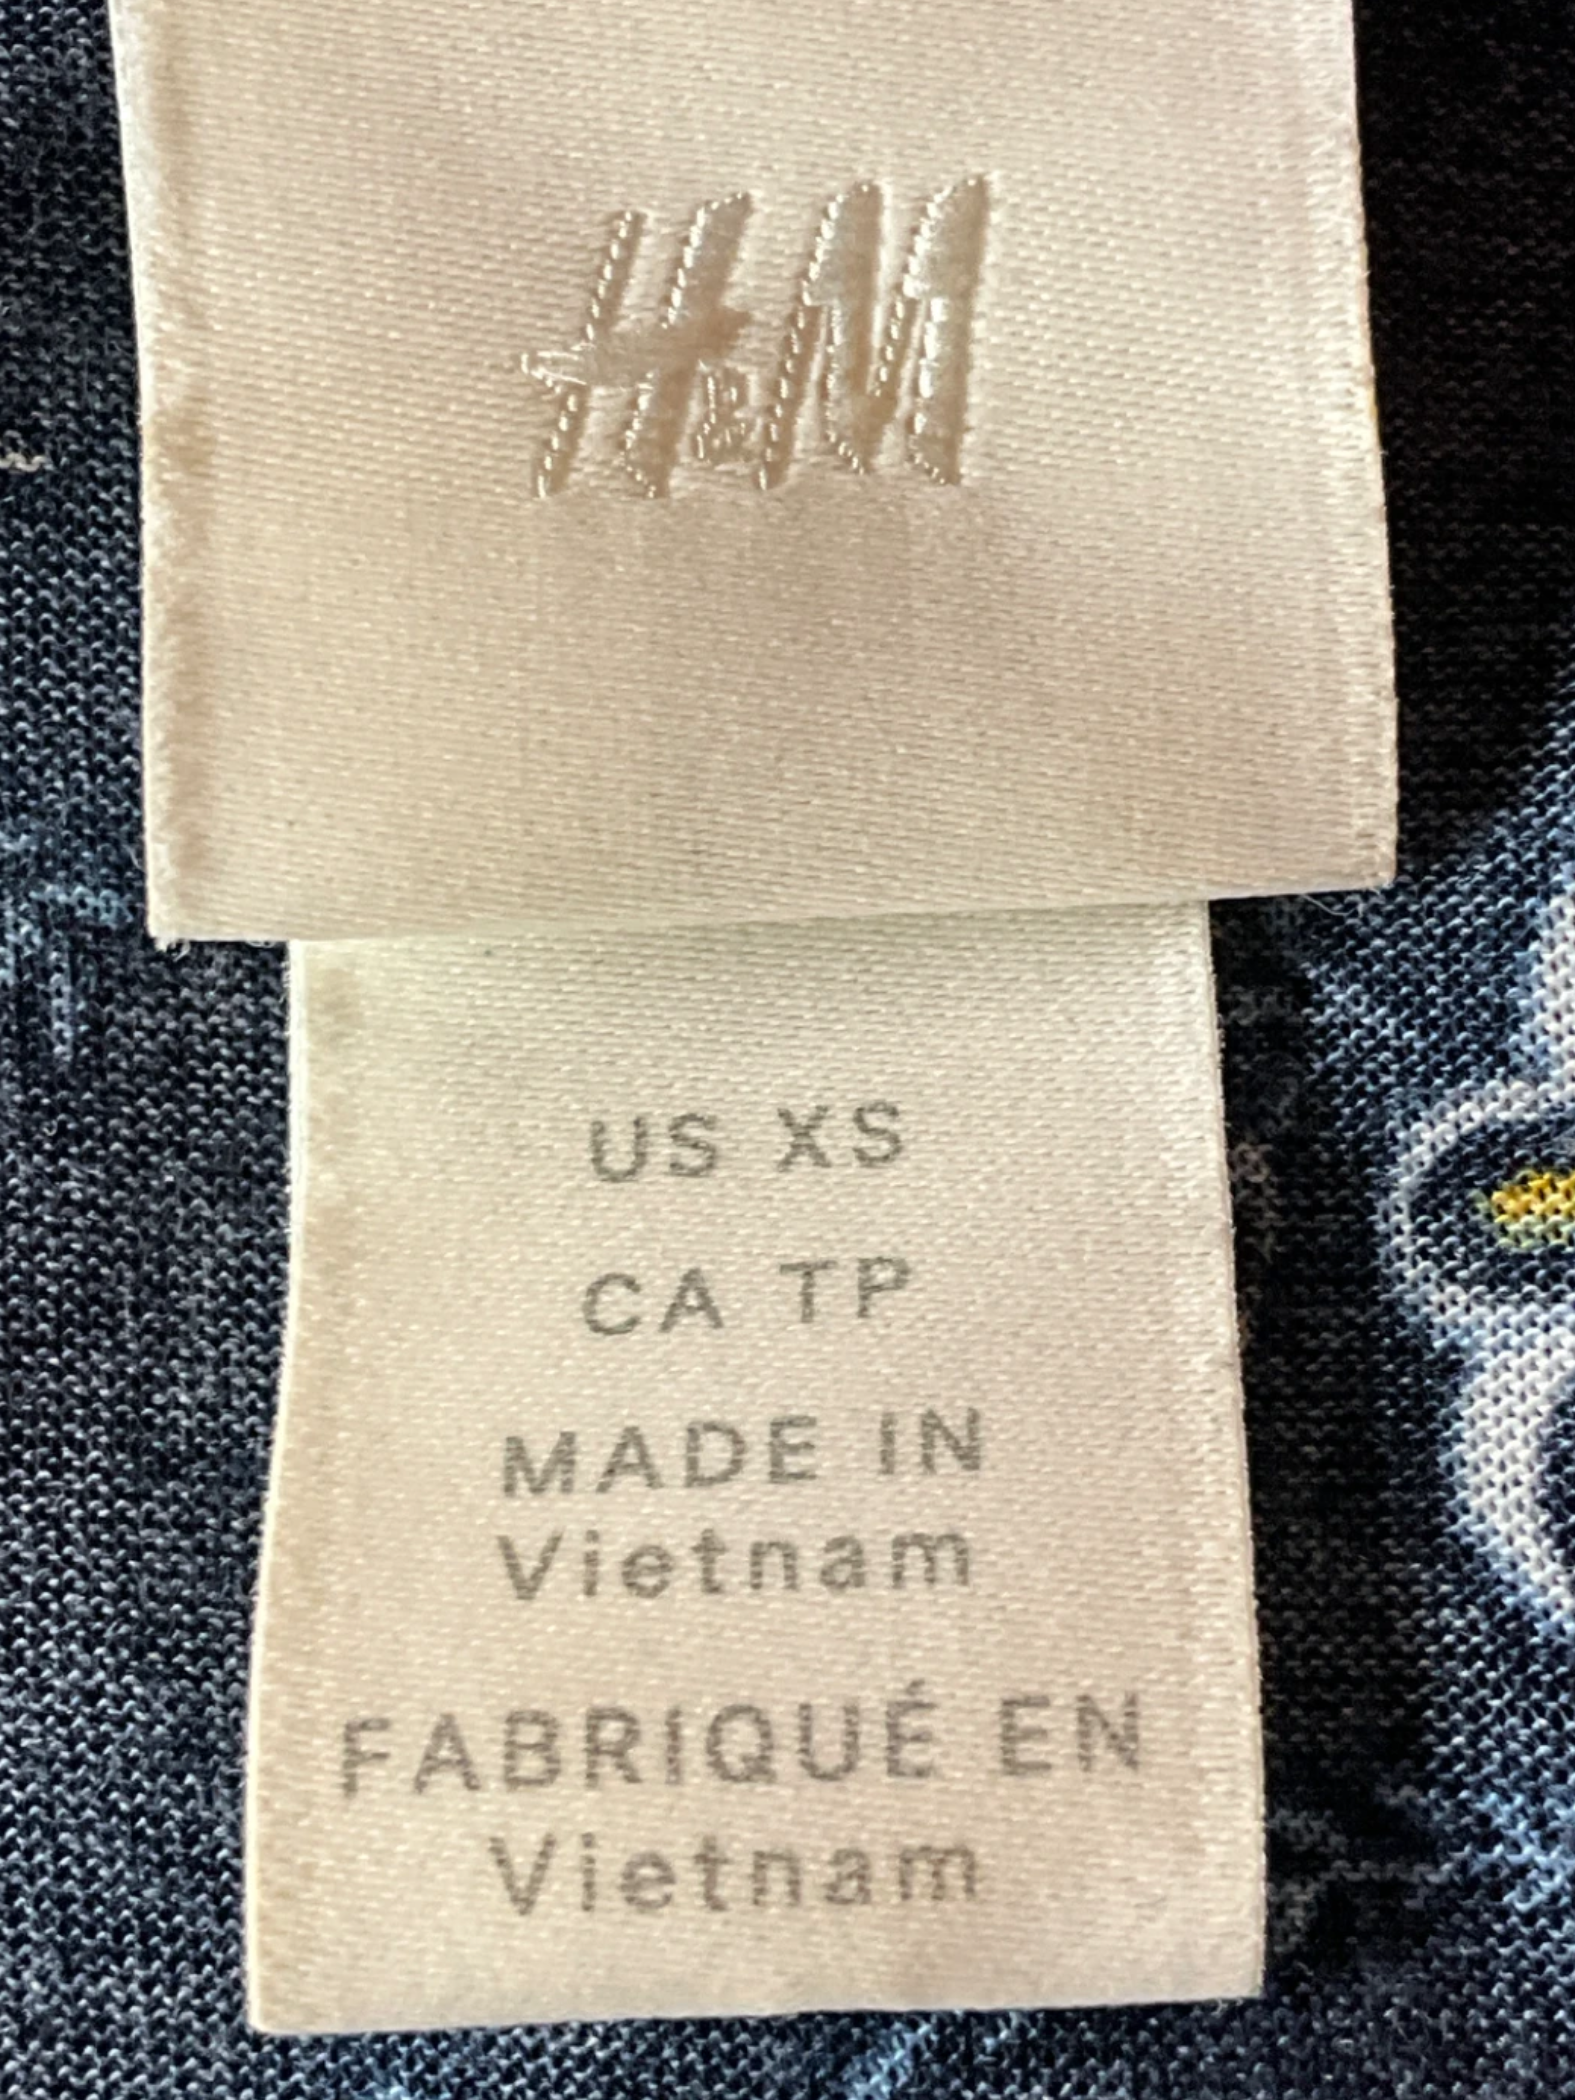 H&M
US XS
CA TP
MADE IN
Vietnam
FABRIQUÉ EN
Vietnam